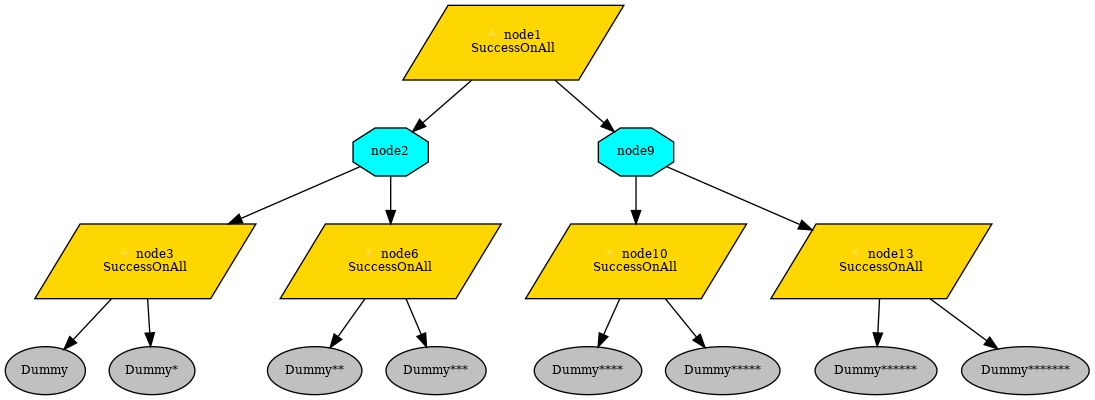 node1
SuccessOnAll
node2
node9
node3
SuccessOnAll
node6
SuccessOnAll
node10
SuccessOnAll
node13
SuccessOnAll
Dummy
Dummy*
Dummy**
Dummy***
Dummy****
Dummy*****
Dummy******
Dummy*******